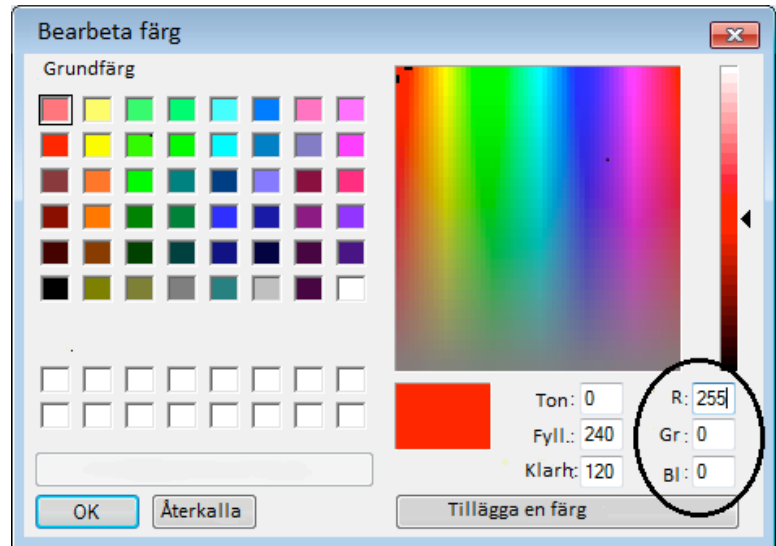 Bearbeta färg
Grundfärg
Ton: 0 R: 255
Fyll.: 240 Gr: 0
Klarh: 120 Bl: 0
OK Återkalla Tillägga en färg